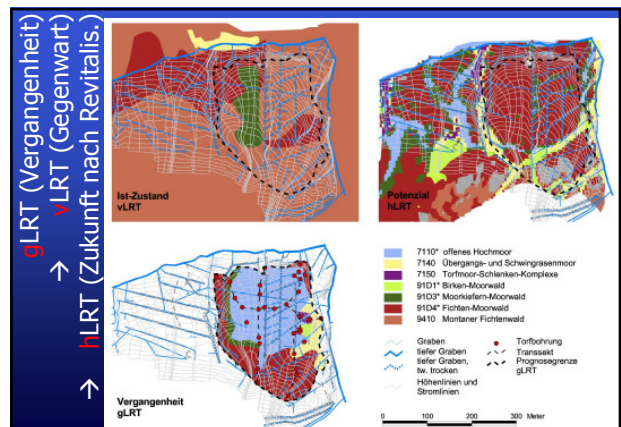 gLRT (Vergangenheit)
→ vLRT (Gegenwart)
→ hLRT (Zukunft nach Revitalis.
Ist-Zustand
vLRT
Potenzial
hLRT
Vergangenheit
gLRT
7110* offenes Hochmoor
7140 Übergangs- und Schwingrasenmoor
7150 Torfmoor-Schlenken-Komplexe
91D1* Birken-Moorwald
91D3* Moorkiefern-Moorwald
91D4* Fichten-Moorwald
9410 Montaner Fichtenwald
Graben
tiefer Graben
tiefer Graben,
tw. trocken
Höhenlinien und
Stromlinien
Torfbohrung
Transsekt
Prognosegrenze
gLRT
0 100 200 300 Meter